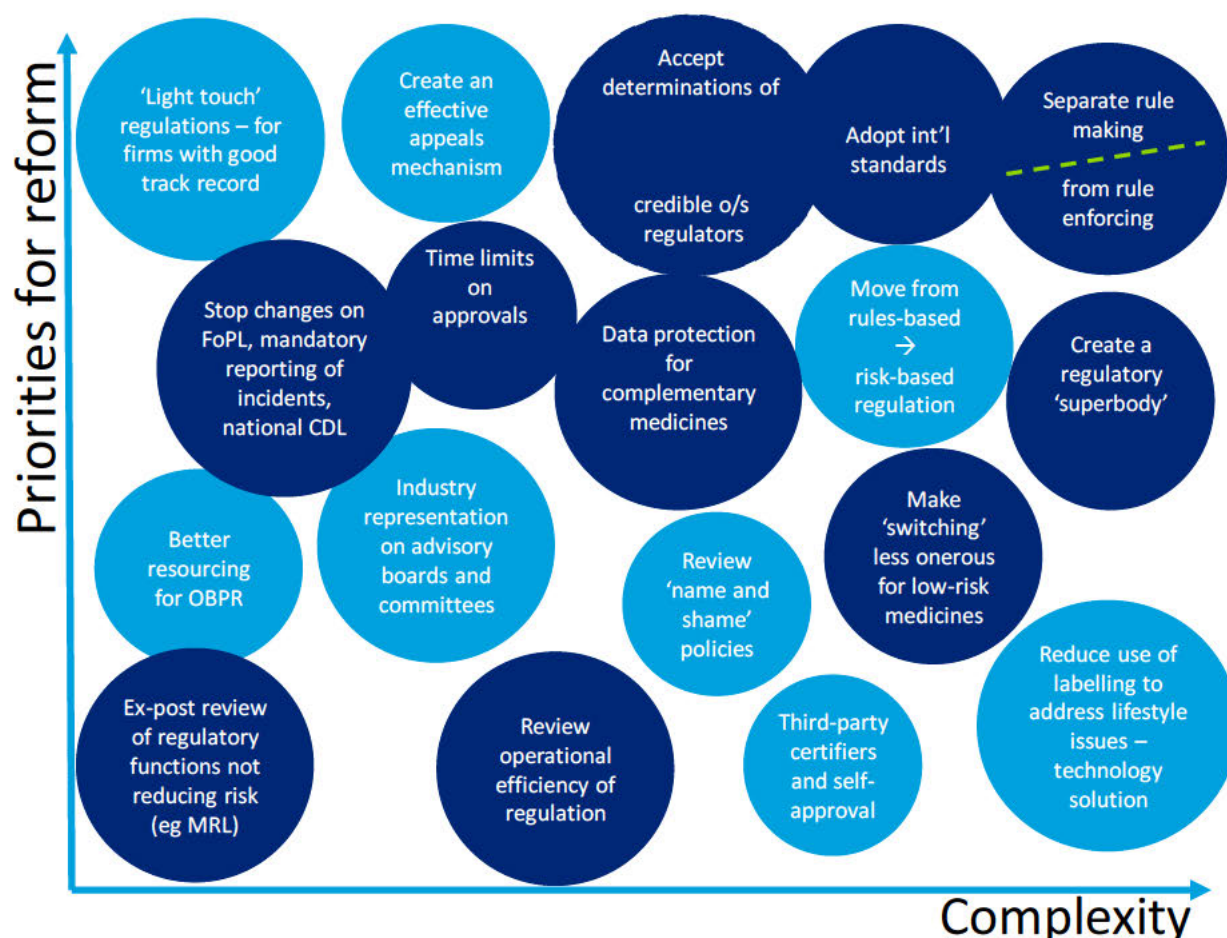 Priorities for reform
‘Light touch’
regulations – for
firms with good
track record
Create an
effective
appeals
mechanism
Accept
determinations of
credible o/s
regulators
Adopt int’l
standards
Separate rule
making
from rule
enforcing
Stop changes on
FoPL, mandatory
reporting of
incidents,
national CDL
Time limits
on
approvals
Data protection
for
complementary
medicines
Move from
rules-based
→
risk-based
regulation
Create a
regulatory
‘superbody’
Better
resourcing
for OBPR
Industry
representation
on advisory
boards and
committees
Review
‘name and
shame’
policies
Make
‘switching’
less onerous
for low-risk
medicines
Ex-post review
of regulatory
functions not
reducing risk
(eg MRL)
Review
operational
efficiency of
regulation
Third-party
certifiers
and self-
approval
Reduce use of
labelling to
address lifestyle
issues –
technology
solution
Complexity